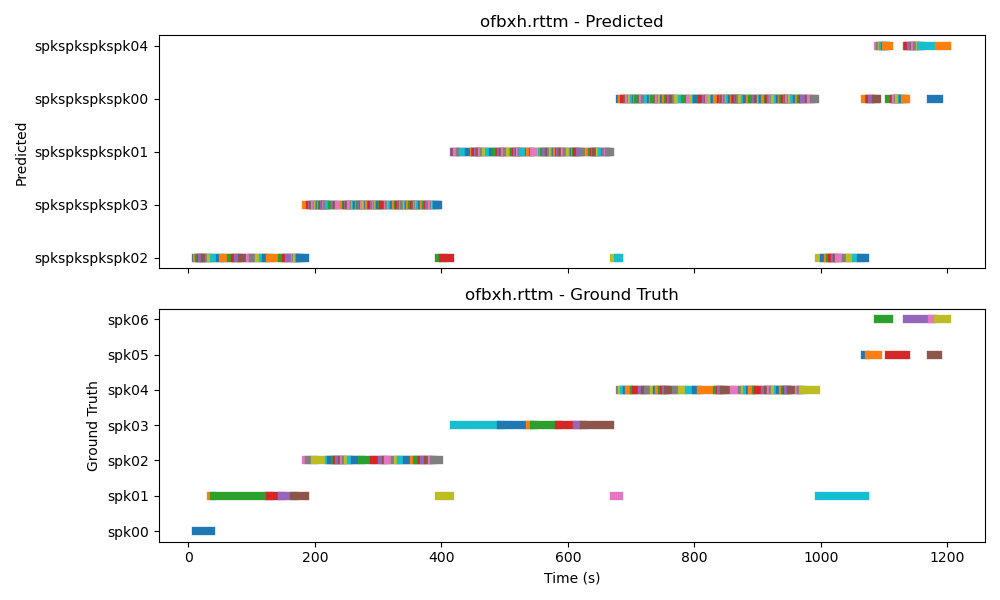 ofbxh.rttm - Predicted
Predicted
spkspkspkspk04
spkspkspkspk00
spkspkspkspk01
spkspkspkspk03
spkspkspkspk02
ofbxh.rttm - Ground Truth
Ground Truth
spk06
spk05
spk04
spk03
spk02
spk01
spk00
0 200 400 600 800 1000 1200
Time (s)